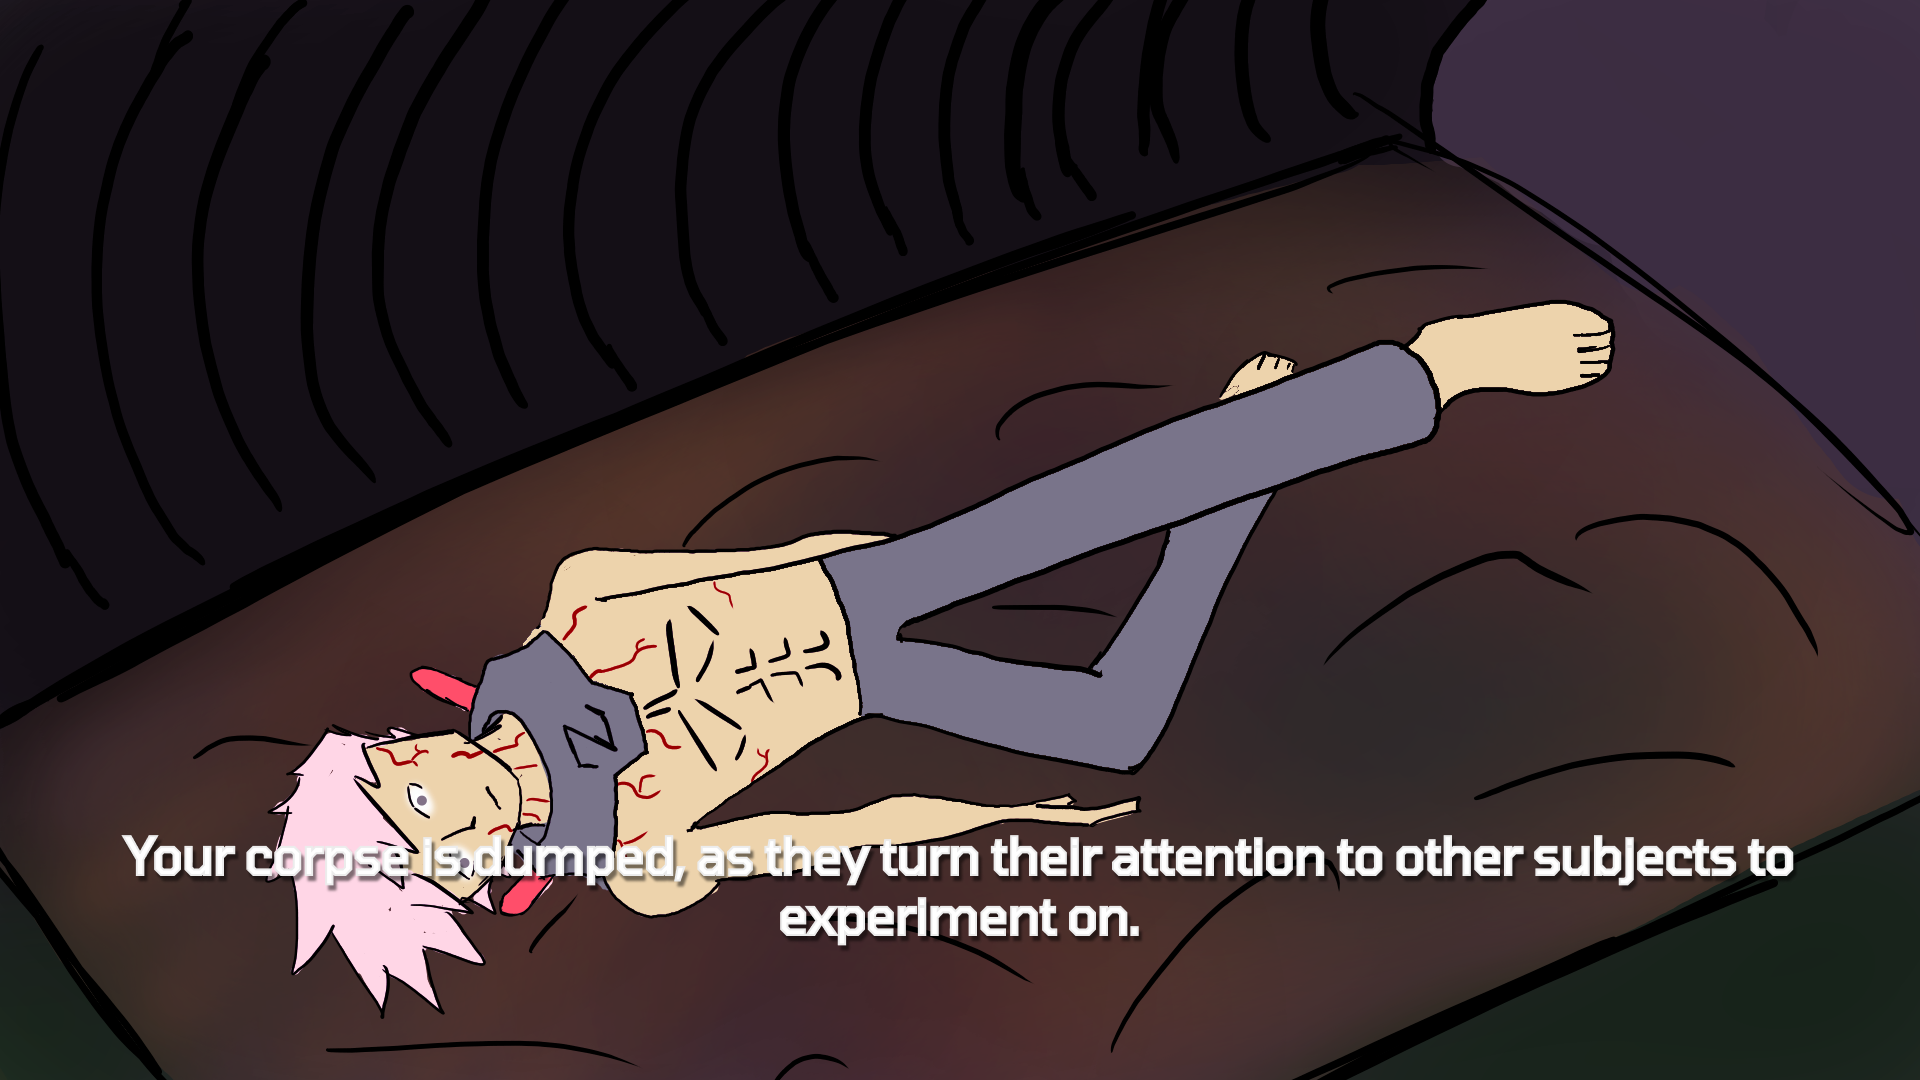 N
Your corpse is dumped, as they turn their attention to other subjects to
experiment on.